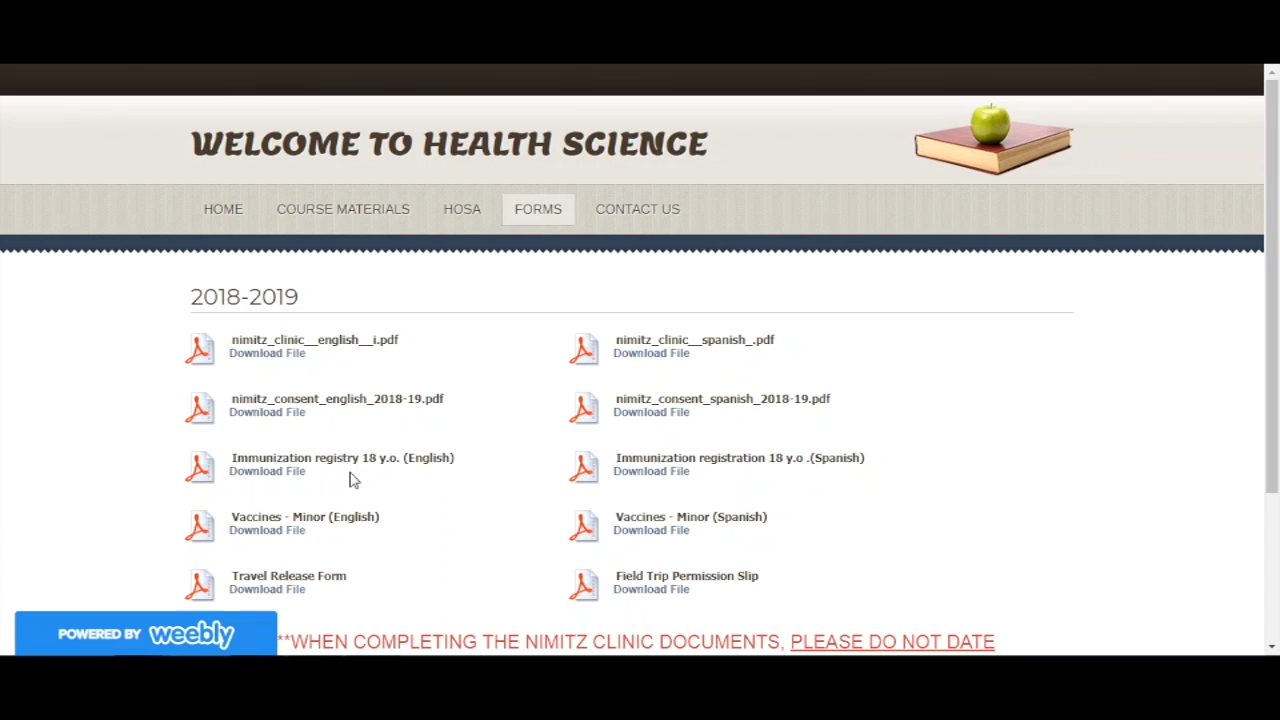 WELCOME TO HEALTH SCIENCE
HOME COURSE MATERIALS HOSA FORMS CONTACT US
2018-2019
nimitz_clinic__english__i.pdf
Download File
nimitz_clinic__spanish_.pdf
Download File
nimitz_consent_english_2018-19.pdf
Download File
nimitz_consent_spanish_2018-19.pdf
Download File
Immunization registry 18 y.o. (English)
Download File
Immunization registration 18 y.o .(Spanish)
Download File
Vaccines - Minor (English)
Download File
Vaccines - Minor (Spanish)
Download File
Travel Release Form
Download File
Field Trip Permission Slip
Download File
POWERED BY weebly
**WHEN COMPLETING THE NIMITZ CLINIC DOCUMENTS, PLEASE DO NOT DATE